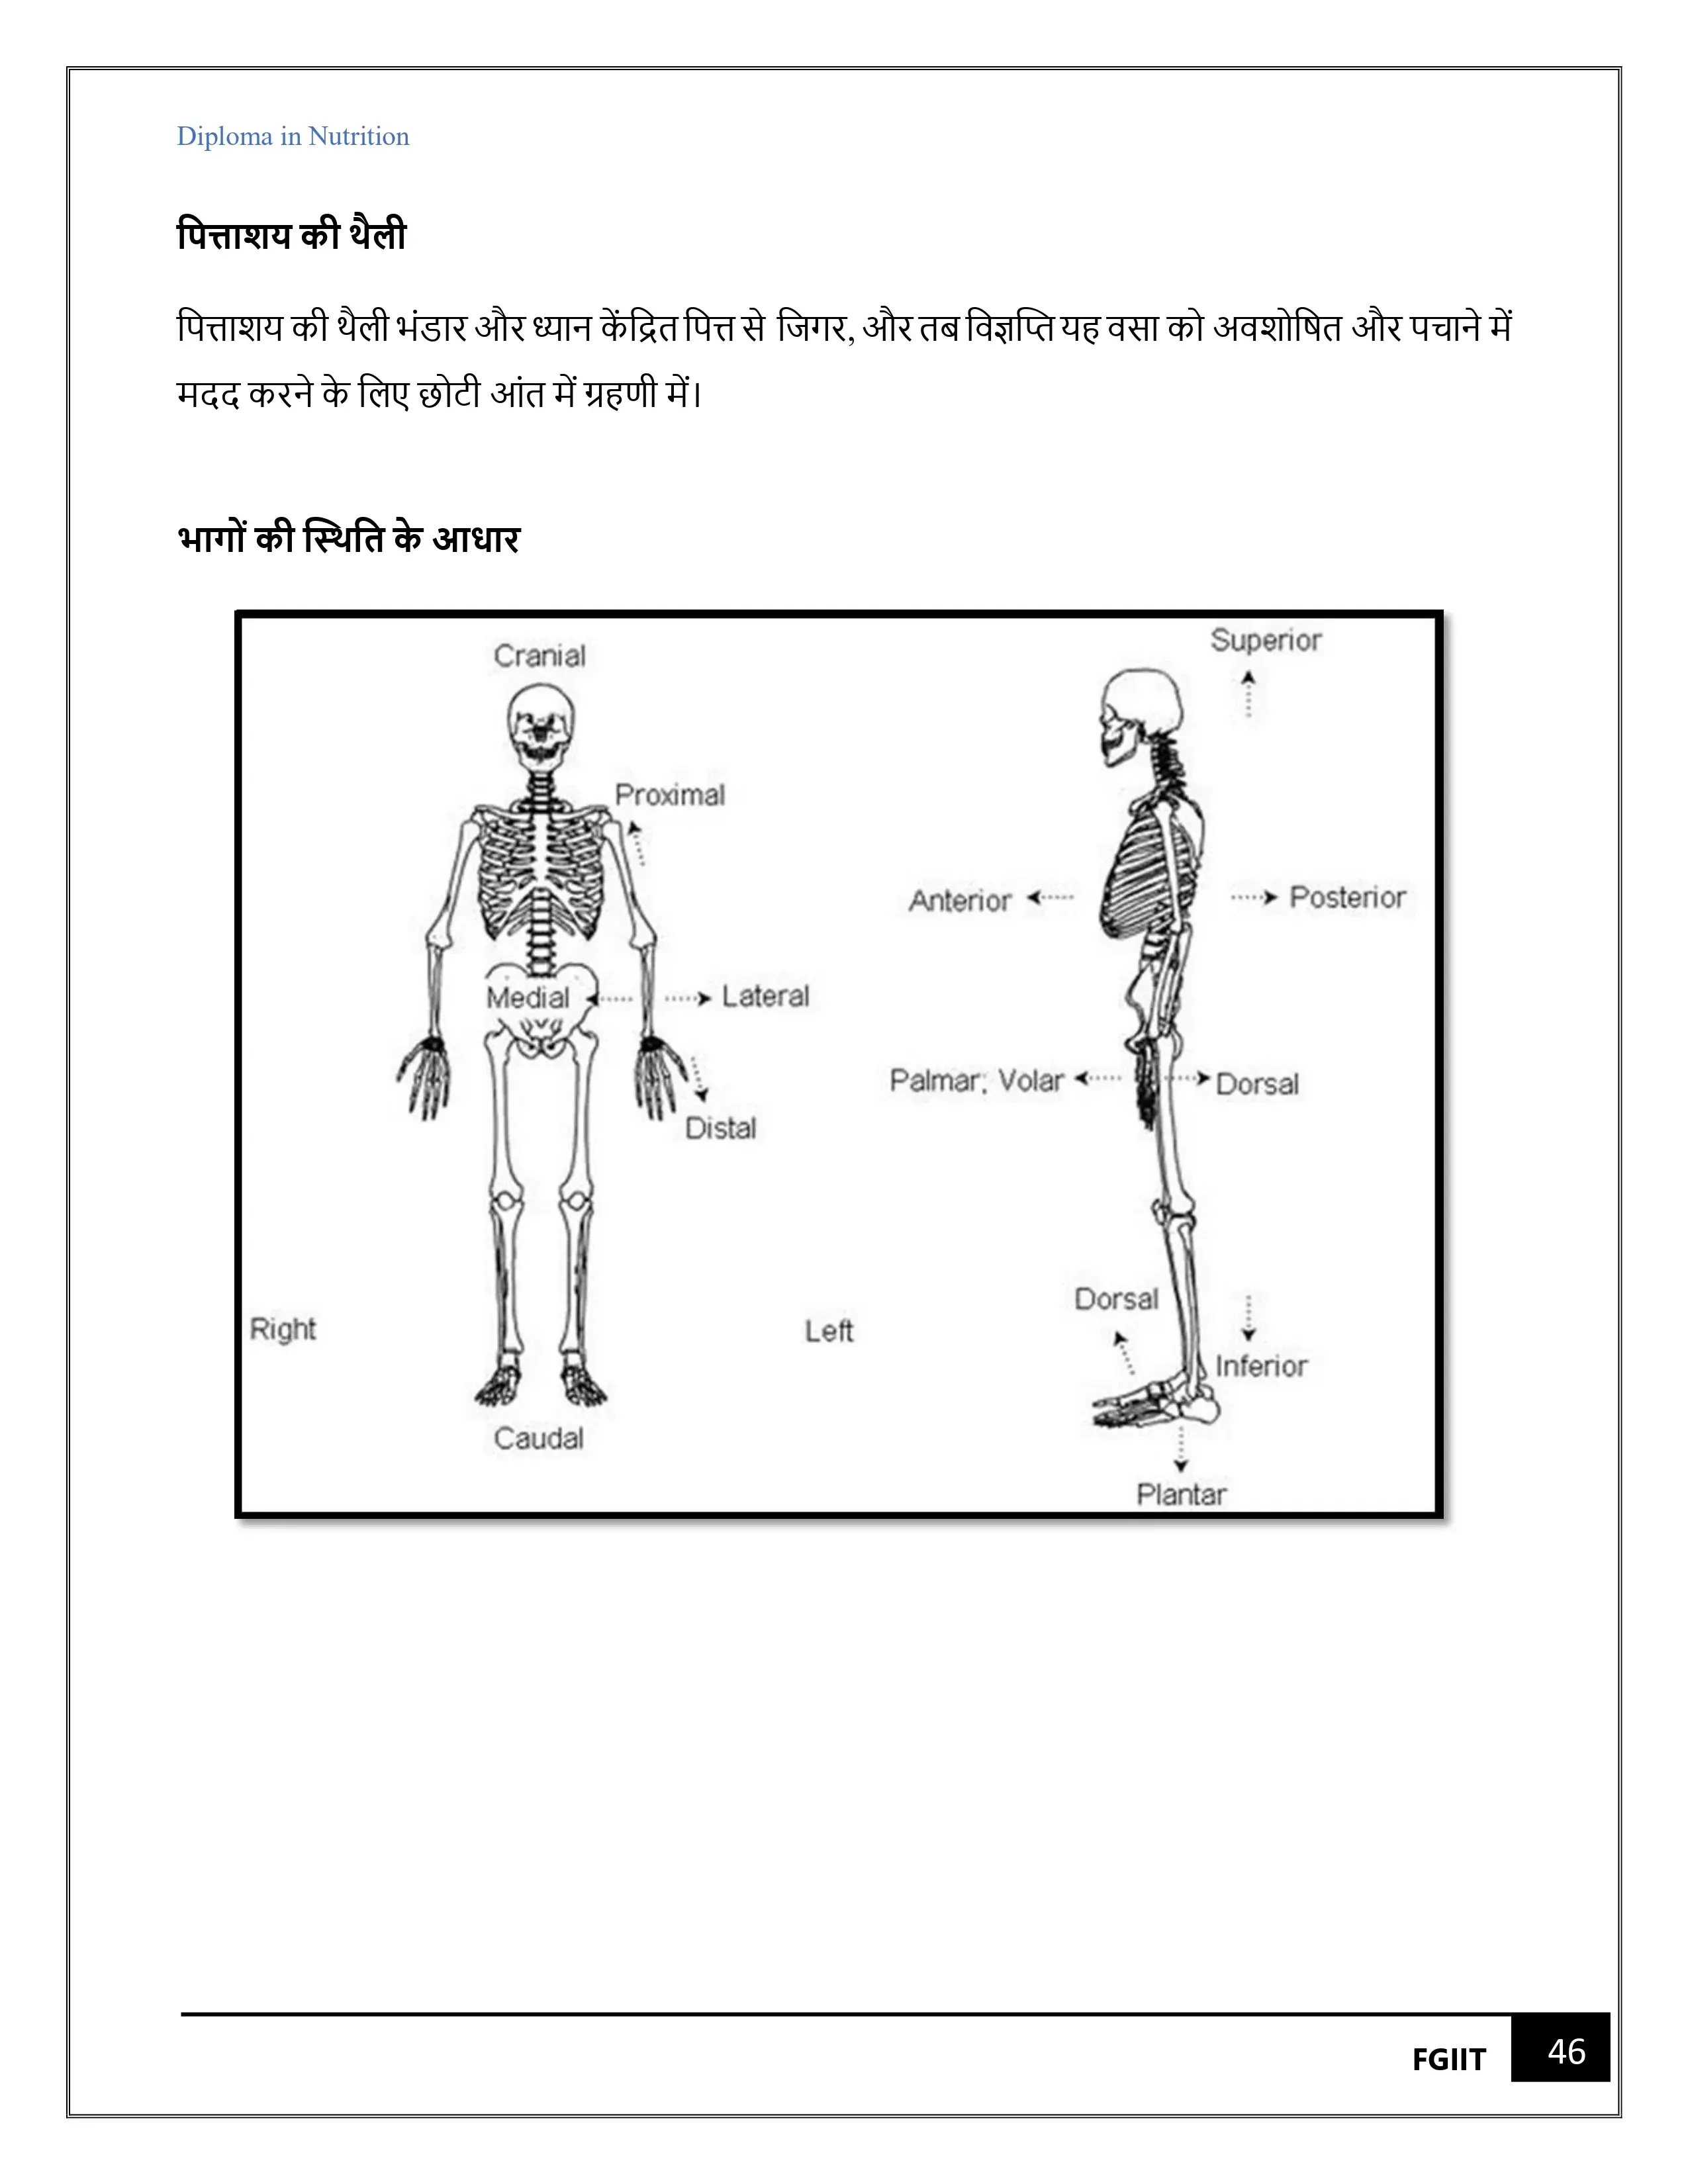 Diploma in Nutrition
पित्ताशय की थैली
पित्ताशय की थैली भंडार और ध्यान केंद्रित पित्त से जिगर, और तब विज्ञप्ति यह वसा को अवशोषित और पचाने में
मदद करने के लिए छोटी आंत में ग्रहणी में।
भागों की स्थिति के आधार
Cranial
Superior
Proximal
Anterior
Posterior
Medial
Lateral
Palmar; Volar
Dorsal
Distal
Dorsal
Right
Left
Inferior
Caudal
Plantar
FGIIT
46